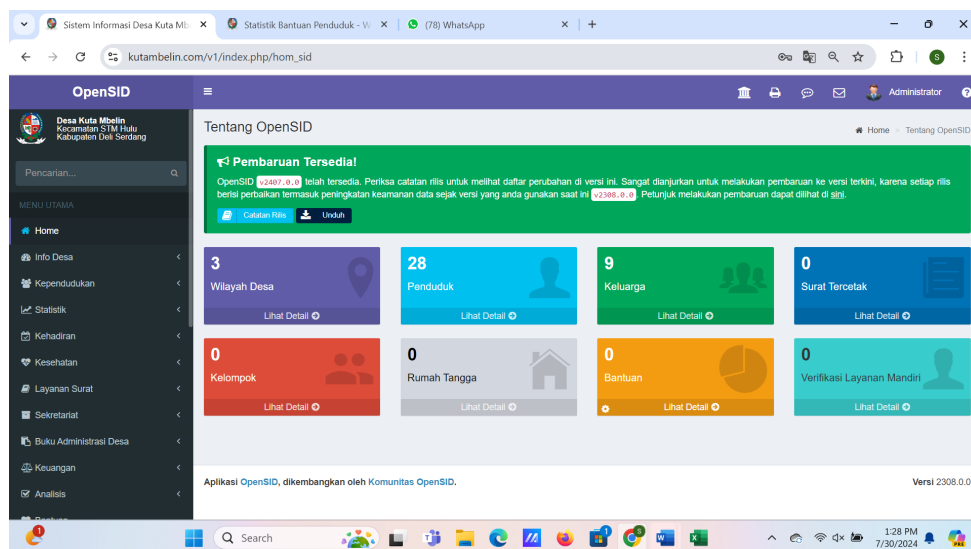 Sistem Informasi Desa Kuta Mb
Statistik Bantuan Penduduk - W
(78) WhatsApp
kutambelin.com/v1/index.php/hom_sid
S
OpenSID
Administrator
Desa Kuta Mbelin
Kecamatan STM Hulu
Kabupaten Deli Serdang
Tentang OpenSID
Home
Tentang OpenSID
Pencarian...
MENU UTAMA
Home
Info Desa
Kependudukan
Statistik
Kehadiran
Kesehatan
Layanan Surat
Sekretariat
Buku Administrasi Desa
Keuangan
Analisis
Pembaruan Tersedia!
OpenSID v2407.0.0 telah tersedia. Periksa catatan rilis untuk melihat daftar perubahan di versi ini. Sangat dianjurkan untuk melakukan pembaruan ke versi terkini, karena setiap rilis
berisi perbaikan termasuk peningkatan keamanan data sejak versi yang anda gunakan saat ini v2308.0.0. Petunjuk melakukan pembaruan dapat dilihat di sini.
Catatan Rilis
Unduh
3
Wilayah Desa
Lihat Detail
28
Penduduk
Lihat Detail
9
Keluarga
Lihat Detail
0
Surat Tercetak
Lihat Detail
0
Kelompok
Lihat Detail
0
Rumah Tangga
Lihat Detail
0
Bantuan
Lihat Detail
0
Verifikasi Layanan Mandiri
Lihat Detail
Aplikasi OpenSID, dikembangkan oleh Komunitas OpenSID.
Versi 2308.0.0
1
Search
1:28 PM
7/30/2024
PRE